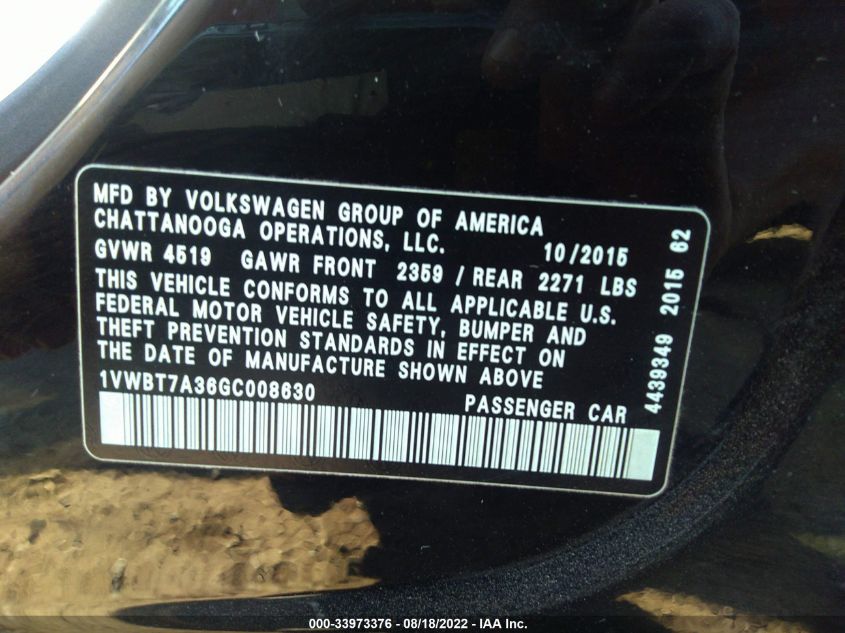 MFD BY VOLKSWAGEN GROUP OF AMERICA
CHATTANOOGA OPERATIONS, LLC. 10/2015
GVWR 4519 GAWR FRONT 2359 / REAR 2271 LBS
THIS VEHICLE CONFORMS TO ALL APPLICABLE U.S.
FEDERAL MOTOR VEHICLE SAFETY, BUMPER AND
THEFT PREVENTION STANDARDS IN EFFECT ON
THE DATE OF MANUFACTURE SHOWN ABOVE
1VWBT7A36GC008630 PASSENGER CAR
4439349 2015 62
000-33973376 - 08/18/2022 - IAA Inc.